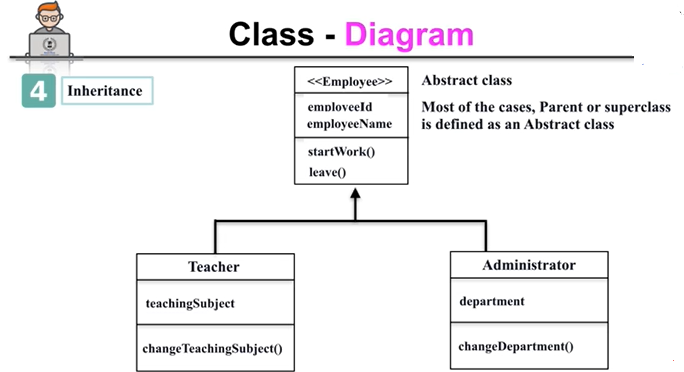 Class - Diagram
4
Inheritance
<<Employee>>
emploveeId
employeeName
startWork()
leave()
Abstract class
Most of the cases, Parent or superclass
is defined as an Abstract class
Teacher
teachingSubject
changeTeachingSubject()
Administrator
department
changeDepartment()